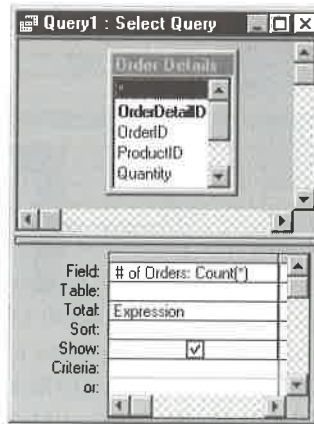 Query1 : Select Query
Order Details
*
OrderDetailID
OrderID
ProductID
Quantity
Field: # of Orders: Count(*)
Table:
Total: Expression
Sort:
Show:
Criteria:
or: